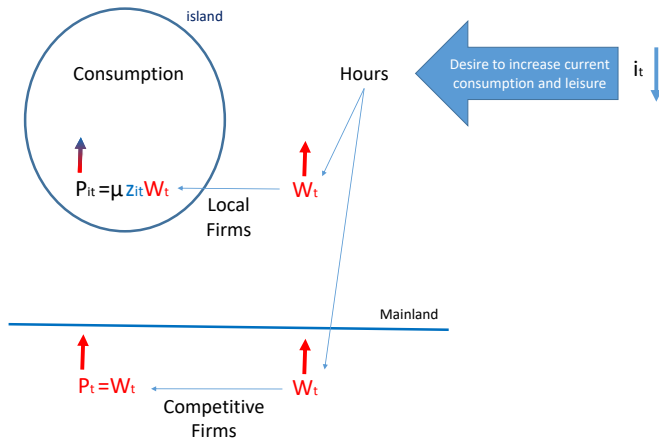 island
Consumption
Hours
Desire to increase current
consumption and leisure
iₜ
Pᵢₜ=μ zᵢₜWₜ
Local
Firms
Wₜ
Mainland
Pₜ=Wₜ
Competitive
Firms
Wₜ